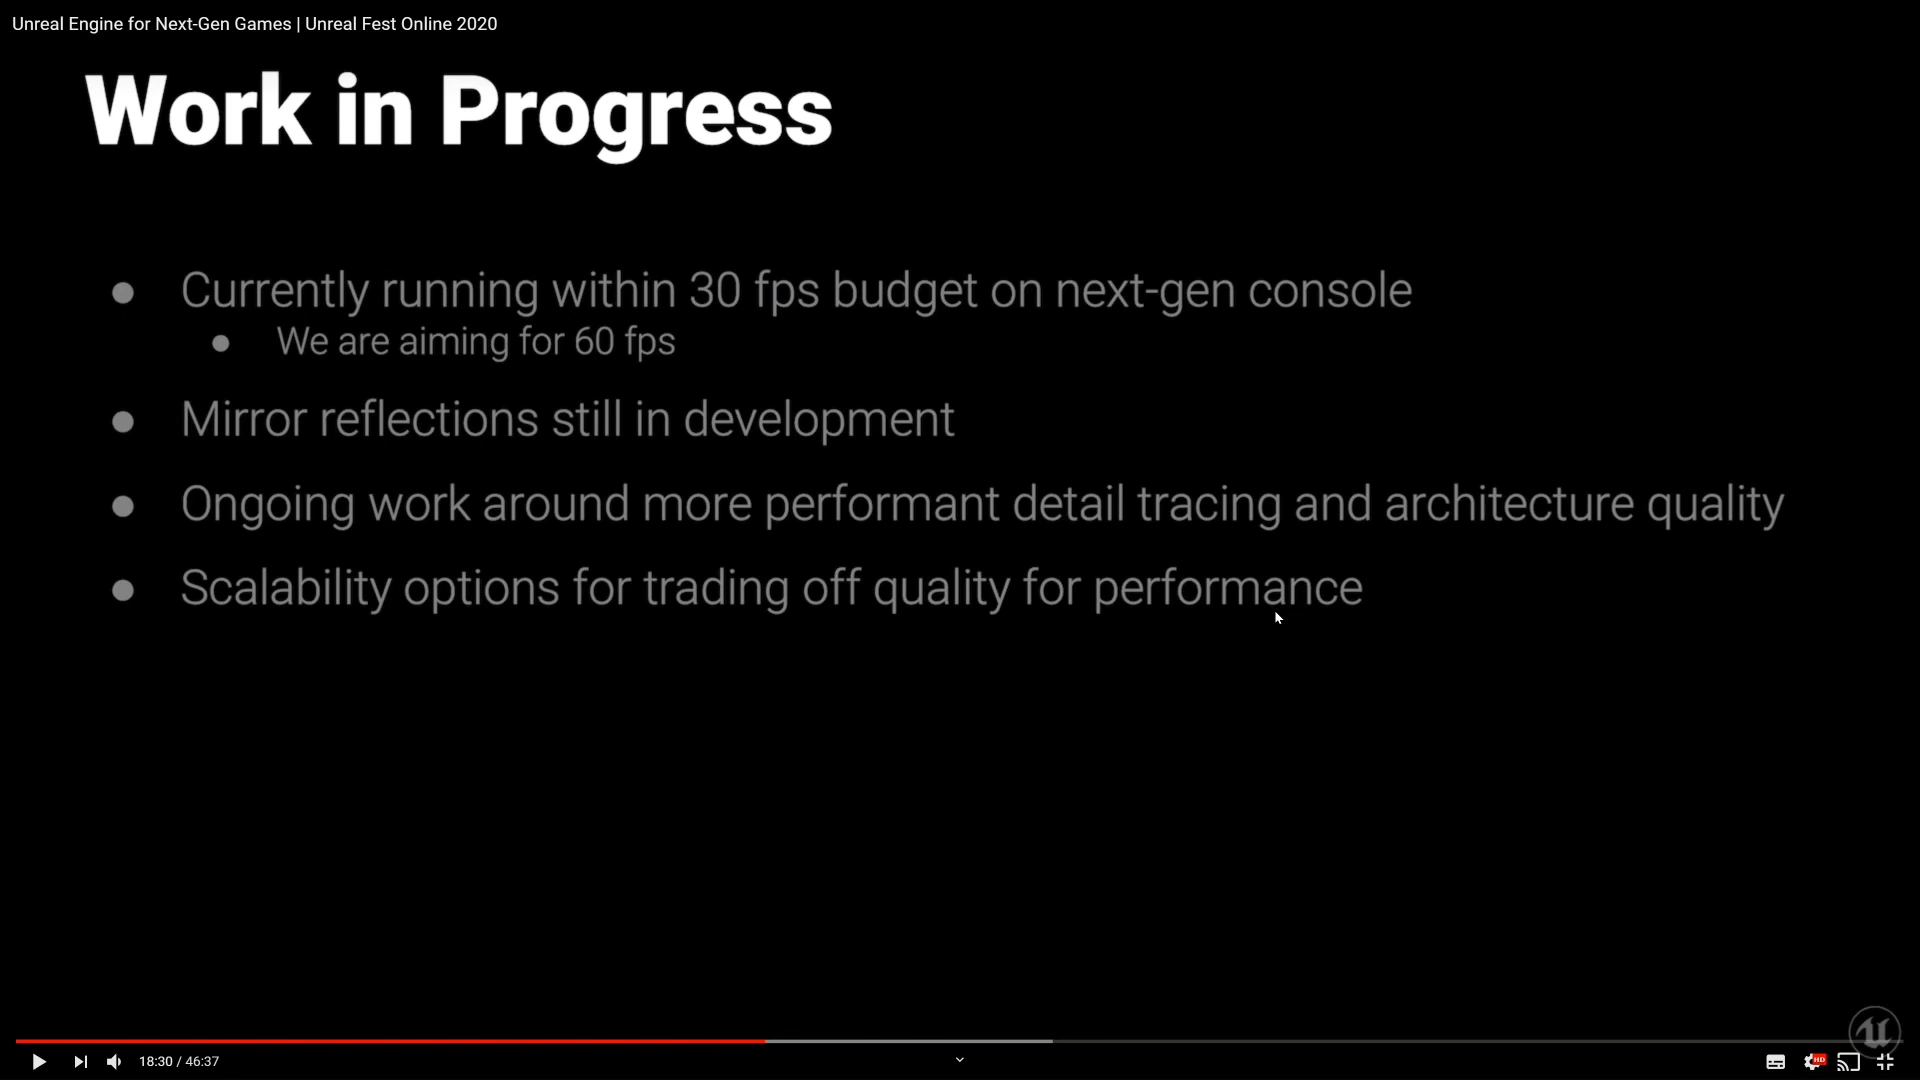 Unreal Engine for Next-Gen Games | Unreal Fest Online 2020
Work in Progress
● Currently running within 30 fps budget on next-gen console
● We are aiming for 60 fps
● Mirror reflections still in development
● Ongoing work around more performant detail tracing and architecture quality
● Scalability options for trading off quality for performance
18:30 / 46:37
HD